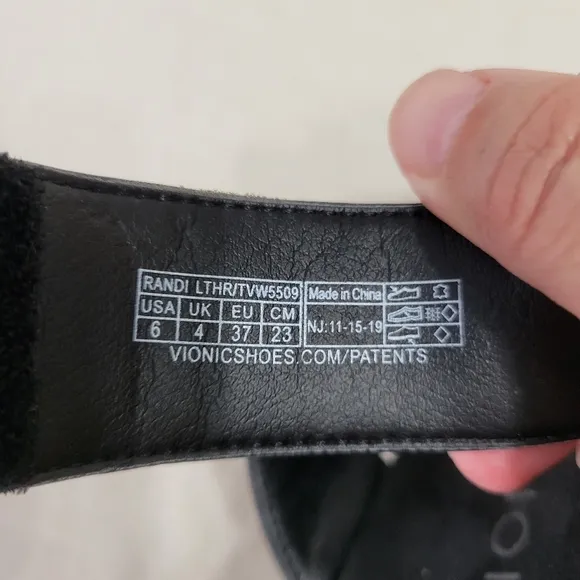 RANDI LTHR/TVW5509
USA UK EU CM
6 4 37 23
Made in China
NJ:11-15-19
VIONICSHOES.COM/PATENTS